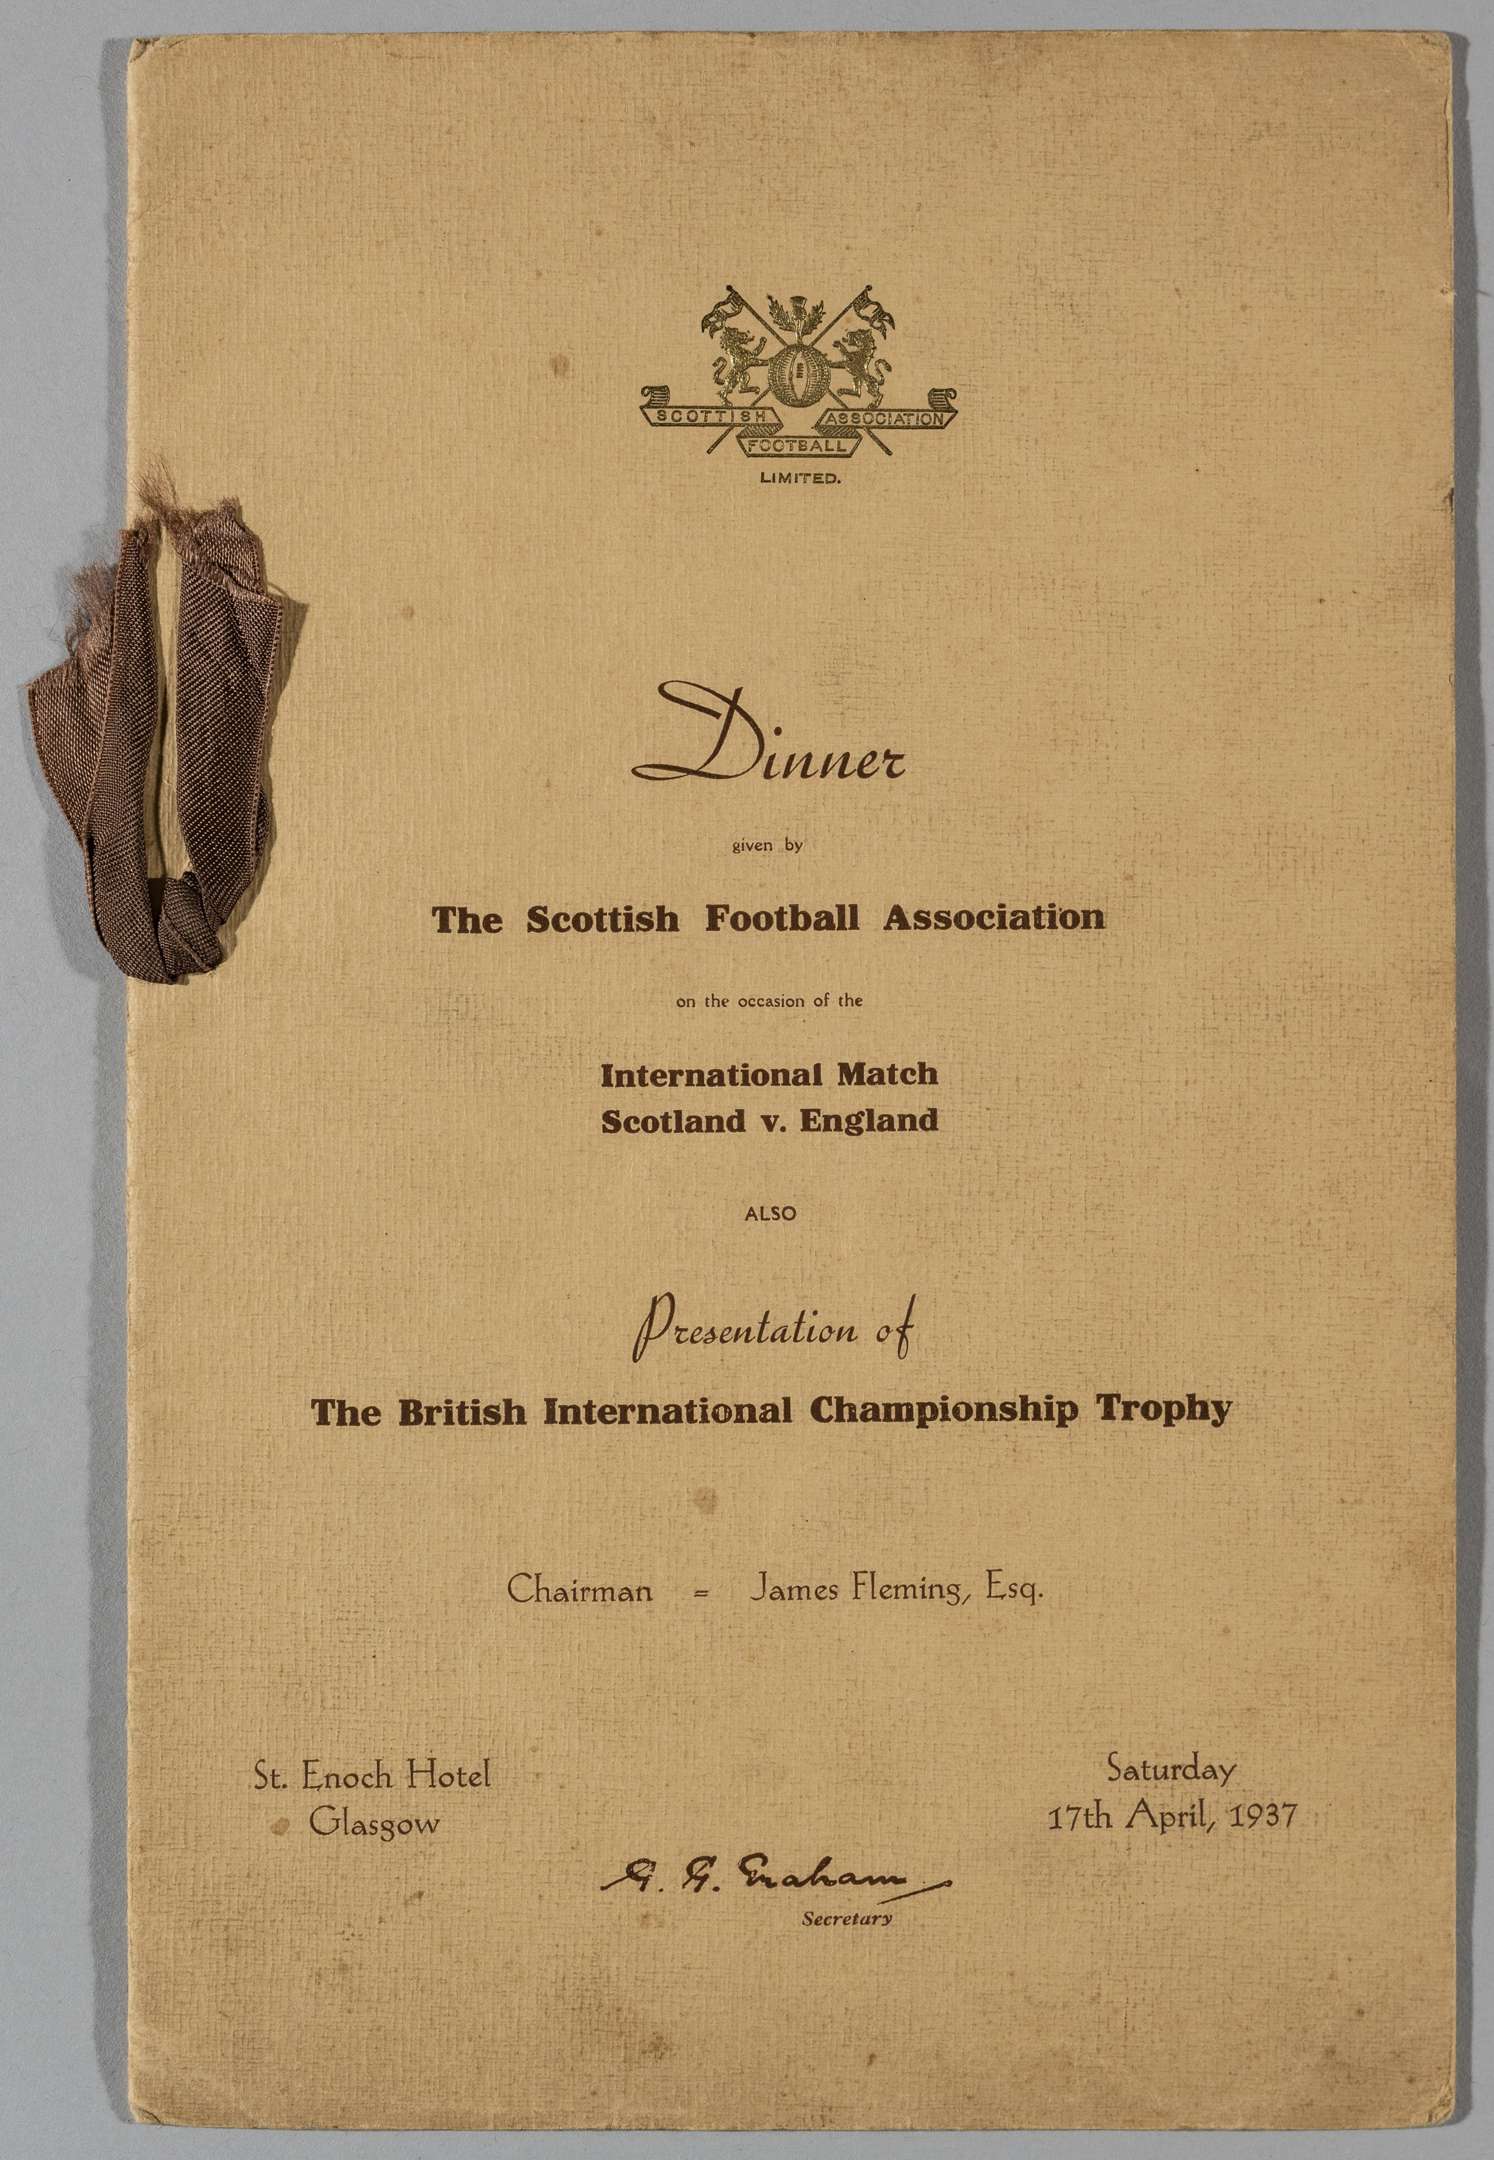 SCOTTISH ASSOCIATION
FOOTBALL
LIMITED.
Dinner
given by
The Scottish Football Association
on the occasion of the
International Match
Scotland v. England
ALSO
Presentation of
The British International Championship Trophy
Chairman = James Fleming, Esq.
St. Enoch Hotel
Glasgow
Saturday
17th April, 1937
G. G. Graham
Secretary